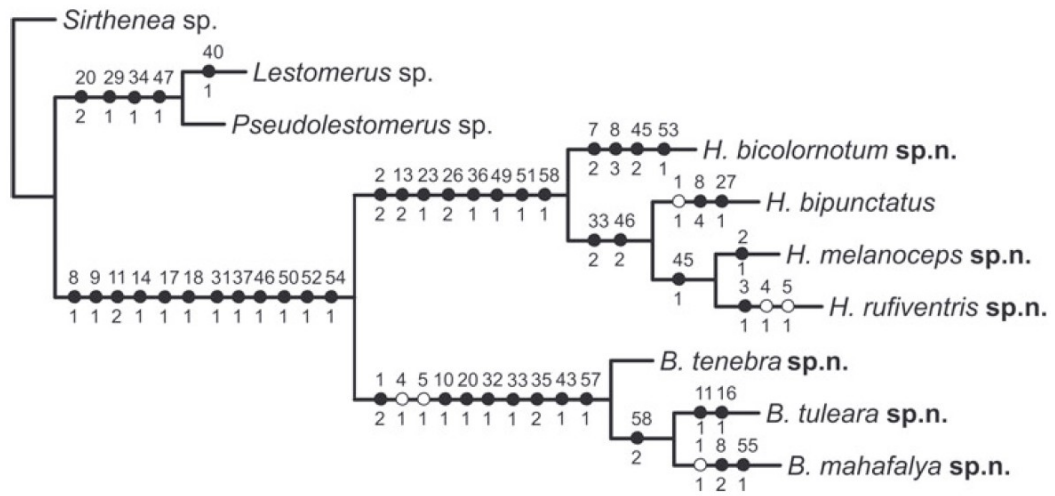 Sirthenea sp.
40
20 29 34 47
Lestomerus sp.
1
2 1 1 1
Pseudolestomerus sp.
7 8 45 53
H. bicolornotum sp.n.
2 3 2 1
2 13 23 26 36 49 51 58
1 8 27
2 2 1 2 1 1 1 1
H. bipunctatus
33 46
1 4 1
2 2
2
45
H. melanoceps sp.n.
1
8 9 11 14 17 18 31 37 46 50 52 54
1
3 4 5
H. rufiventris sp.n.
1 1 2 1 1 1 1 1 1 1 1 1
1 1 1
B. tenebra sp.n.
1 4 5 10 20 32 33 35 43 57
11 16
2 1 1 1 1 1 1 2 1 1
58
B. tuleara sp.n.
1 1
2
1 8 55
B. mahafalya sp.n.
1 2 1